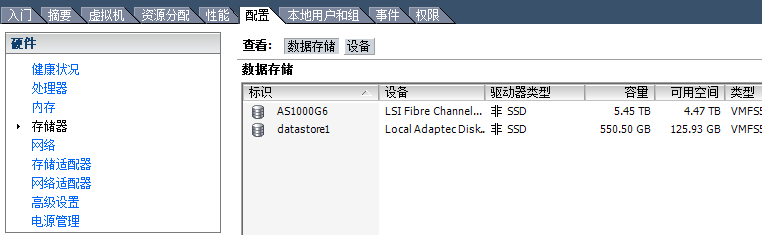 入门 摘要 虚拟机 资源分配 性能 配置 本地用户和组 事件 权限
硬件
健康状况
处理器
内存
存储器
网络
存储适配器
网络适配器
高级设置
电源管理
查看： 数据存储 设备
数据存储
标识 设备 驱动器类型 容量 可用空间 类型
AS1000G6 LSI Fibre Channel... 非 SSD 5.45 TB 4.47 TB VMFS5
datastore1 Local Adaptec Disk... 非 SSD 550.50 GB 125.93 GB VMFS5